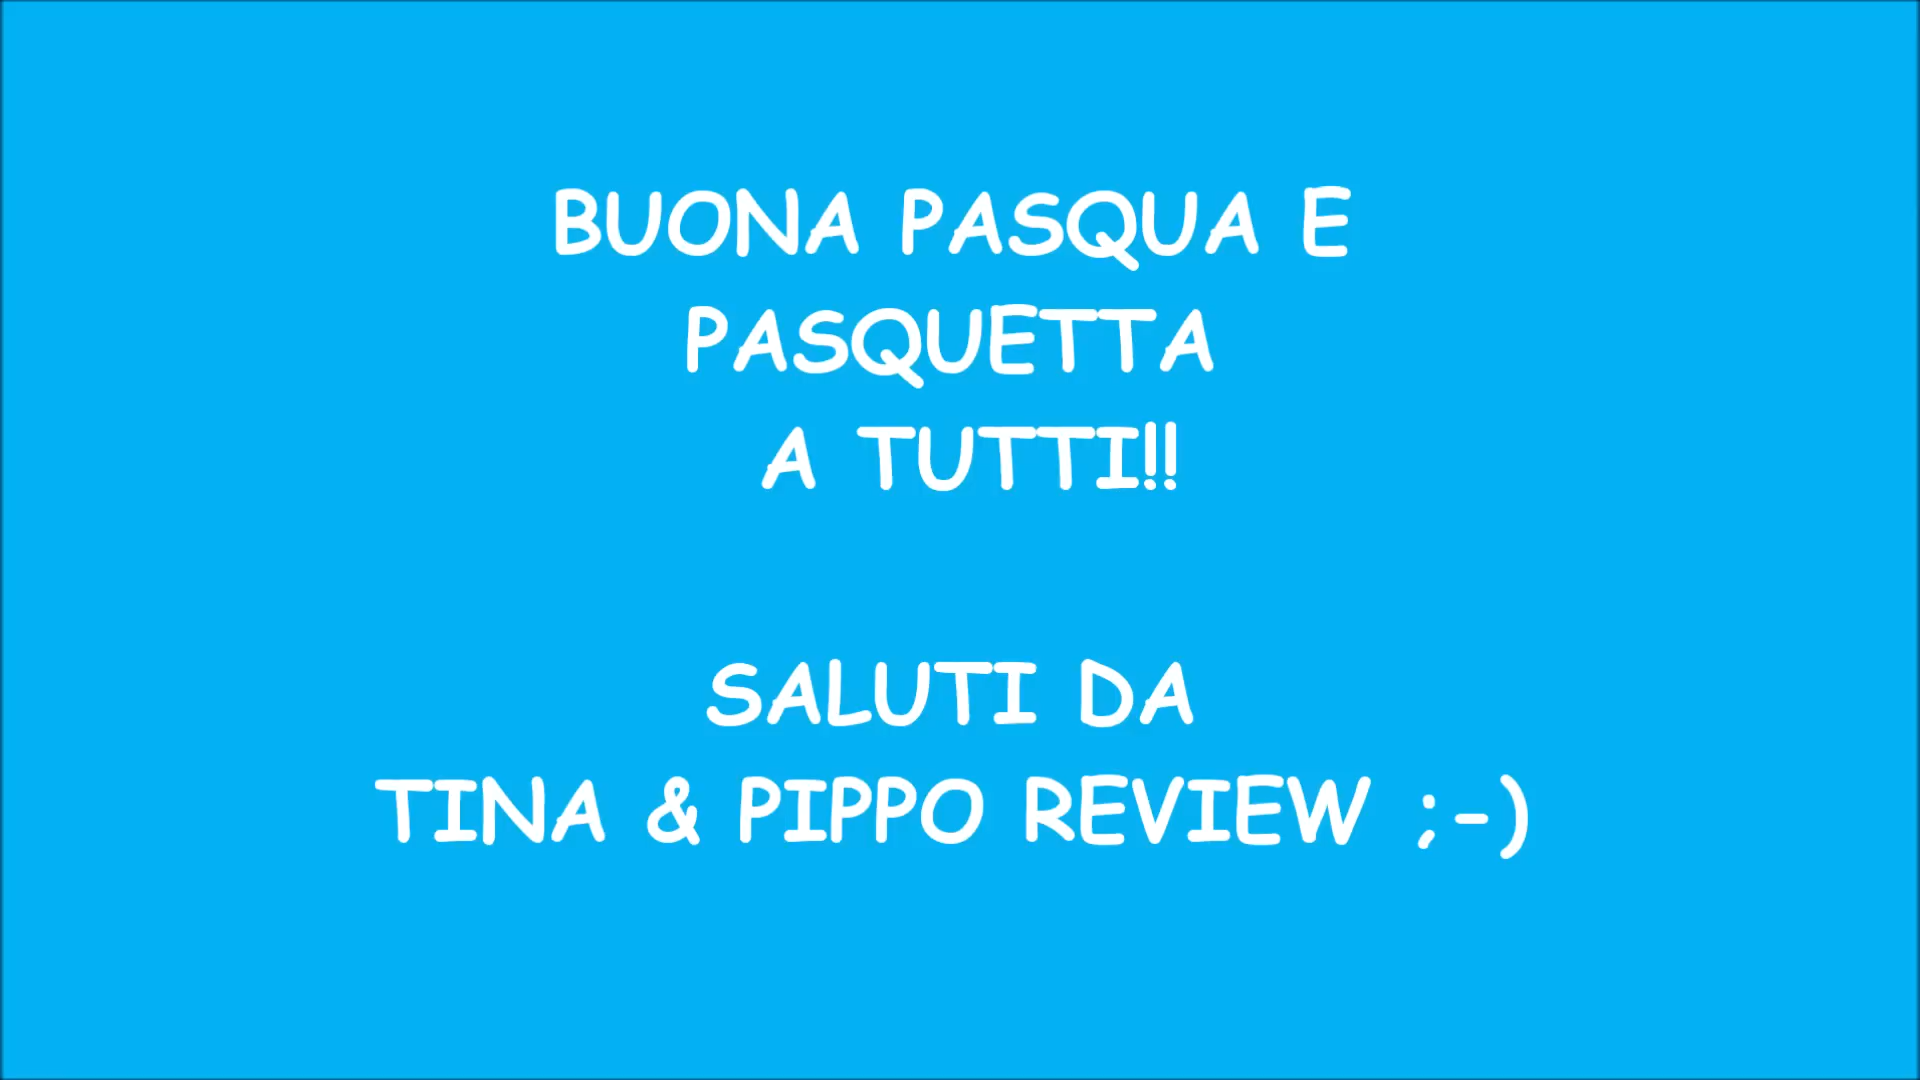 BUONA PASQUA E
PASQUETTA
A TUTTI!!
SALUTI DA
TINA & PIPPO REVIEW ;-)